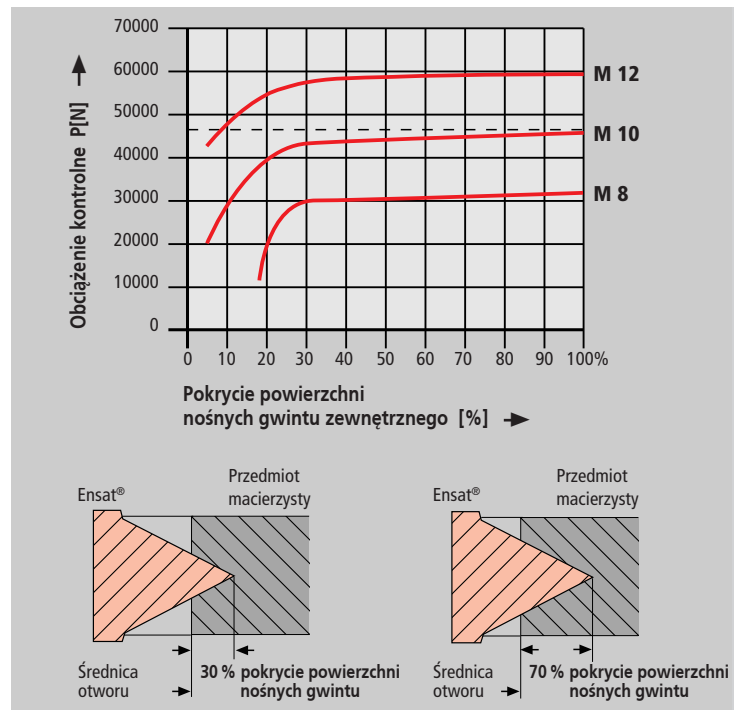 70000
60000
50000
40000
30000
20000
10000
0
Obciążenie kontrolne P[N]
M 12
M 10
M 8
0 10 20 30 40 50 60 70 80 90 100%
Pokrycie powierzchni
nośnych gwintu zewnętrznego [%]
Ensat®
Przedmiot
macierzysty
Średnica
otworu
30 % pokrycie powierzchni
nośnych gwintu
Ensat®
Przedmiot
macierzysty
Średnica
otworu
70 % pokrycie powierzchni
nośnych gwintu